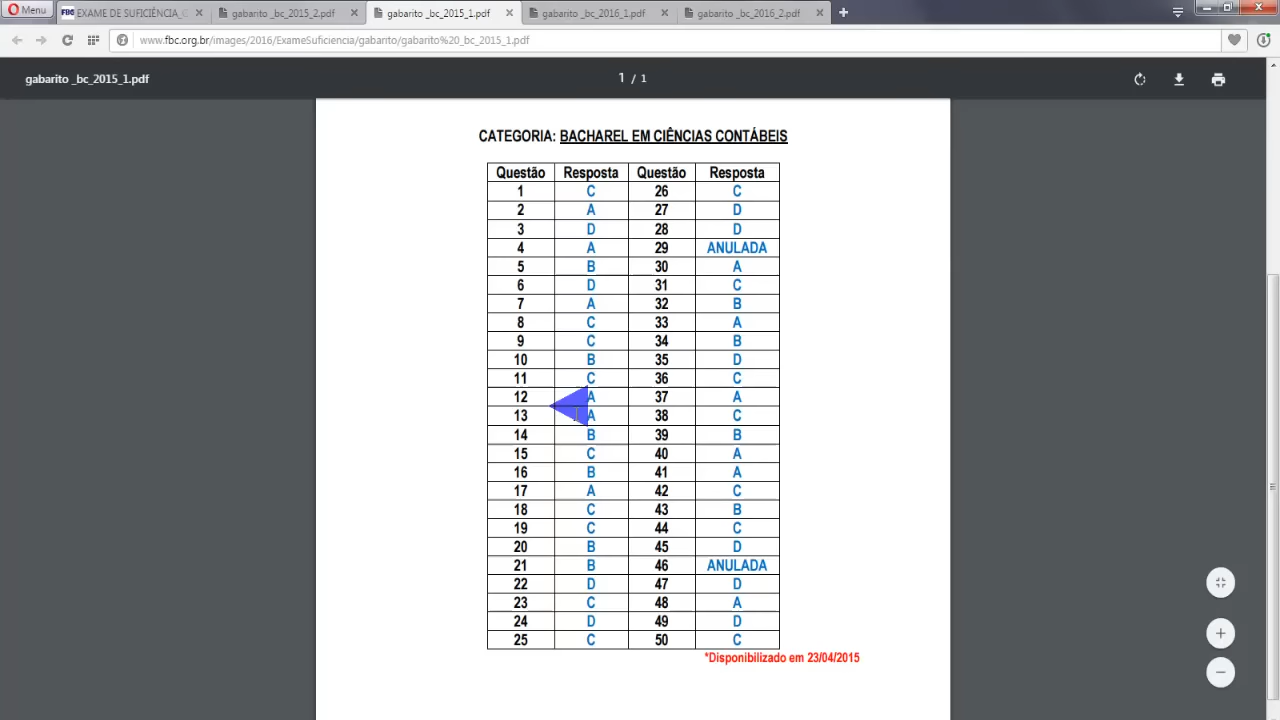 Menu
EXAME DE SUFICIÊNCIA_C
gabarito _bc_2015_2.pdf
gabarito _bc_2015_1.pdf
gabarito _bc_2016_1.pdf
gabarito _bc_2016_2.pdf
www.fbc.org.br/images/2016/ExameSuficiencia/gabarito/gabarito%20_bc_2015_1.pdf
gabarito _bc_2015_1.pdf
1 / 1
CATEGORIA: BACHAREL EM CIÊNCIAS CONTÁBEIS
Questão Resposta Questão Resposta
1 C 26 C
2 A 27 D
3 D 28 D
4 A 29 ANULADA
5 B 30 A
6 D 31 C
7 A 32 B
8 C 33 A
9 C 34 B
10 B 35 D
11 C 36 C
12 A 37 A
13 A 38 C
14 B 39 B
15 C 40 A
16 B 41 A
17 A 42 C
18 C 43 B
19 C 44 C
20 B 45 D
21 B 46 ANULADA
22 D 47 D
23 C 48 A
24 D 49 D
25 C 50 C
*Disponibilizado em 23/04/2015